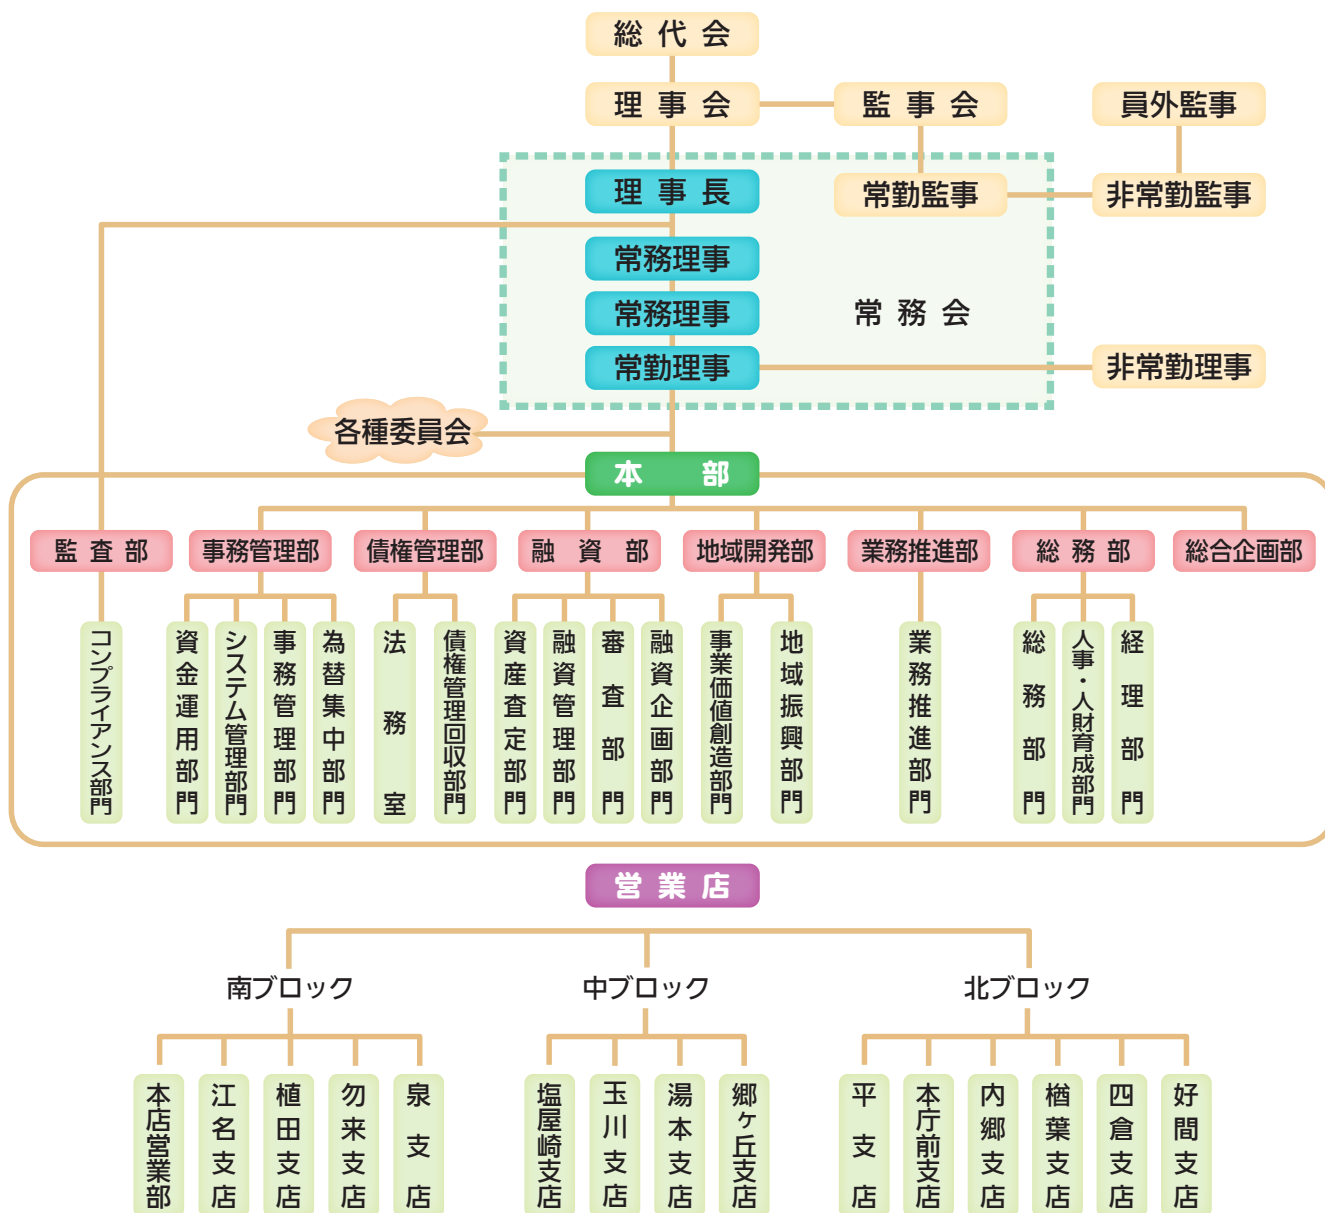 総代会
理事会
監事会
員外監事
理事長
常勤監事
非常勤監事
常務理事
常務理事
常務会
常勤理事
非常勤理事
各種委員会
本部
監査部
事務管理部
債権管理部
融資部
地域開発部
業務推進部
総務部
総合企画部
コンプライアンス部門
資金運用部門
システム管理部門
事務管理部門
為替集中部門
法務室
債権管理回収部門
資産査定部門
融資管理部門
審査部門
融資企画部門
事業価値創造部門
地域振興部門
業務推進部門
総務部門
人事・人財育成部門
経理部門
営業店
南ブロック
中ブロック
北ブロック
本店営業部
江名支店
植田支店
勿来支店
泉支店
塩屋崎支店
玉川支店
湯本支店
郷ヶ丘支店
平支店
本庁前支店
内郷支店
楢葉支店
四倉支店
好間支店